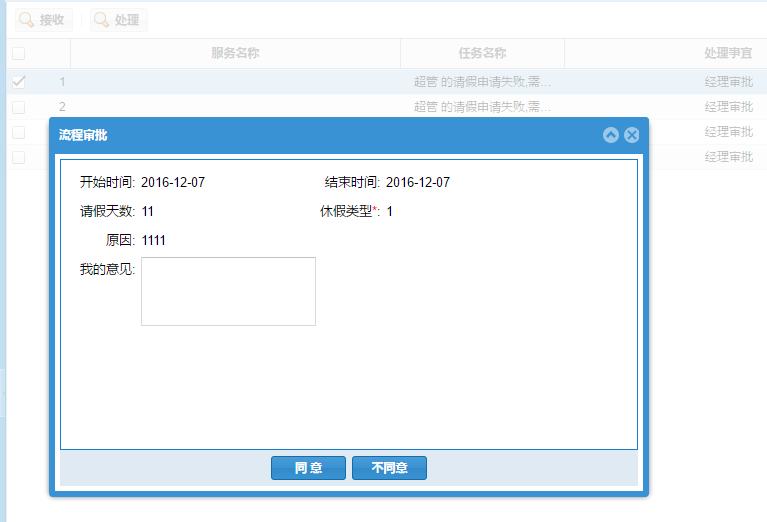 接收 处理
服务名称 任务名称 处理事宜
1 超管 的请假申请失败,需... 经理审批
2 超管 的请假申请失败,需... 经理审批
经理审批
经理审批
流程审批
开始时间: 2016-12-07 结束时间: 2016-12-07
请假天数: 11 休假类型*: 1
原因: 1111
我的意见:
同 意 不同意